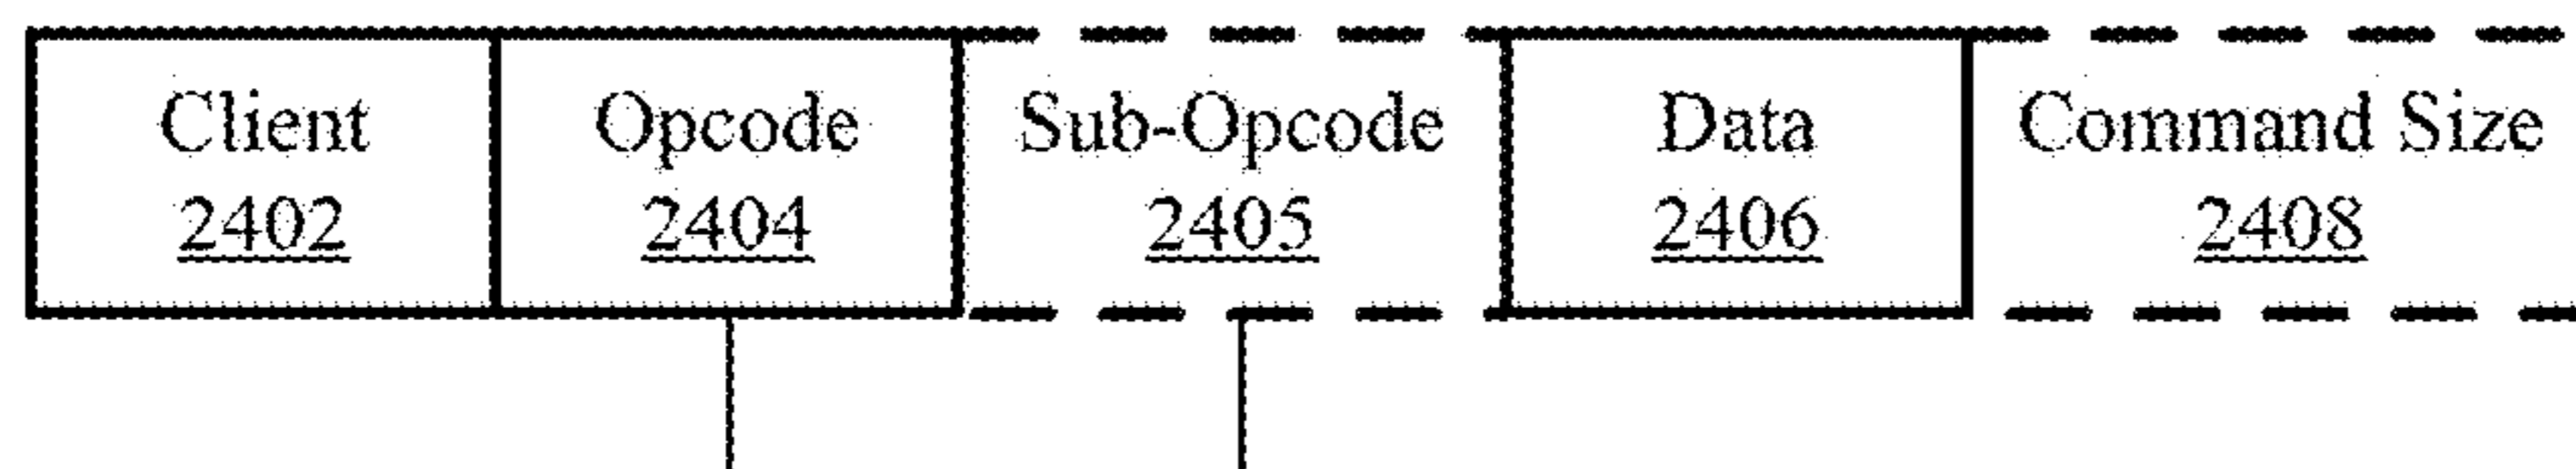 Client Opcode Sub-Opcode Data Command Size
2402 2404 2405 2406 2408